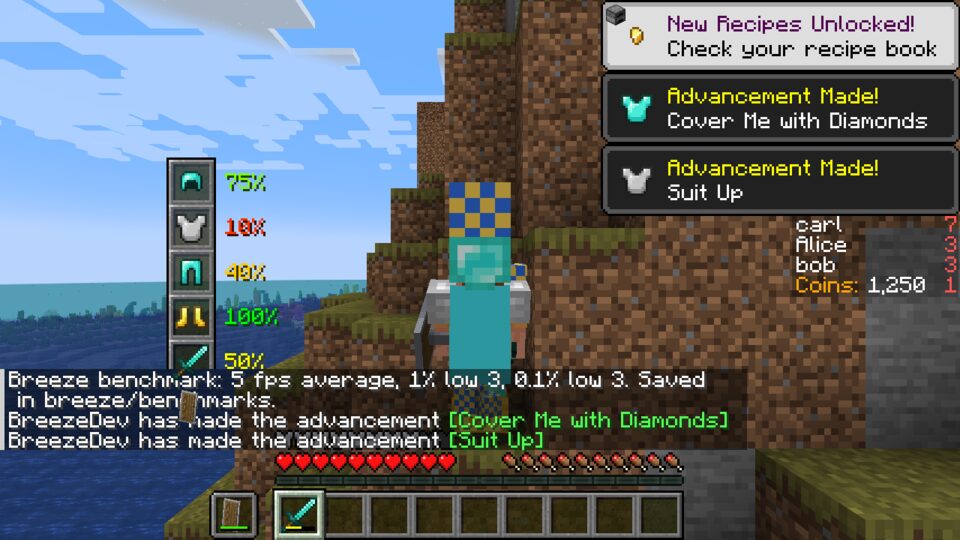 New Recipes Unlocked!
Check your recipe book
Advancement Made!
Cover Me with Diamonds
Advancement Made!
Suit Up
75%
10%
40%
100%
50%
carl 7
Alice 3
bob 3
Coins: 1,250 1
Breeze benchmark: 5 fps average, 1% low 3, 0.1% low 3. Saved
in breeze/benchmarks.
BreezeDev has made the advancement [Cover Me with Diamonds]
BreezeDev has made the advancement [Suit Up]